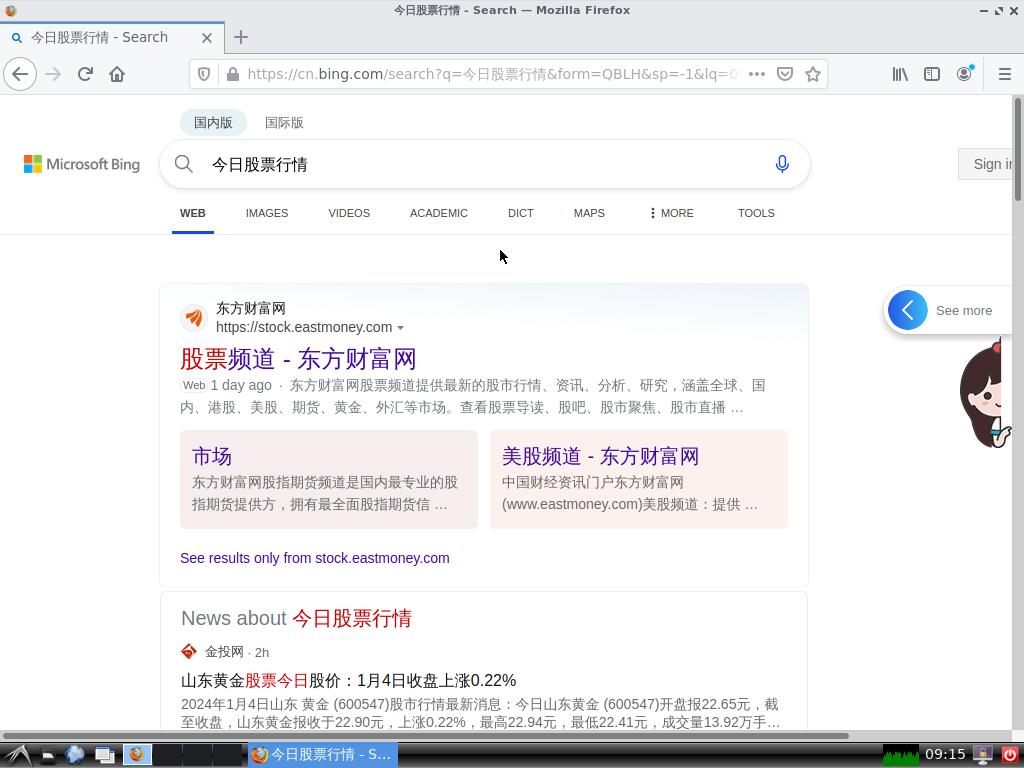 今日股票行情 - Search — Mozilla Firefox
今日股票行情 - Search
https://cn.bing.com/search?q=今日股票行情&form=QBLH&sp=-1&lq=0
国内版 国际版
Microsoft Bing
今日股票行情
Sign in
WEB IMAGES VIDEOS ACADEMIC DICT MAPS MORE TOOLS
东方财富网
https://stock.eastmoney.com
See more
股票频道 - 东方财富网
Web 1 day ago · 东方财富网股票频道提供最新的股市行情、资讯、分析、研究，涵盖全球、国
内、港股、美股、期货、黄金、外汇等市场。查看股票导读、股吧、股市聚焦、股市直播 …
市场
东方财富网股指期货频道是国内最专业的股
指期货提供方，拥有最全面股指期货信 …
美股频道 - 东方财富网
中国财经资讯门户东方财富网
(www.eastmoney.com)美股频道：提供 …
See results only from stock.eastmoney.com
News about 今日股票行情
金投网 · 2h
山东黄金股票今日股价：1月4日收盘上涨0.22%
2024年1月4日山东 黄金 (600547)股市行情最新消息：今日山东黄金 (600547)开盘报22.65元，截
至收盘，山东黄金报收于22.90元，上涨0.22%，最高22.94元，最低22.41元，成交量13.92万手…
今日股票行情 - S...
09:15